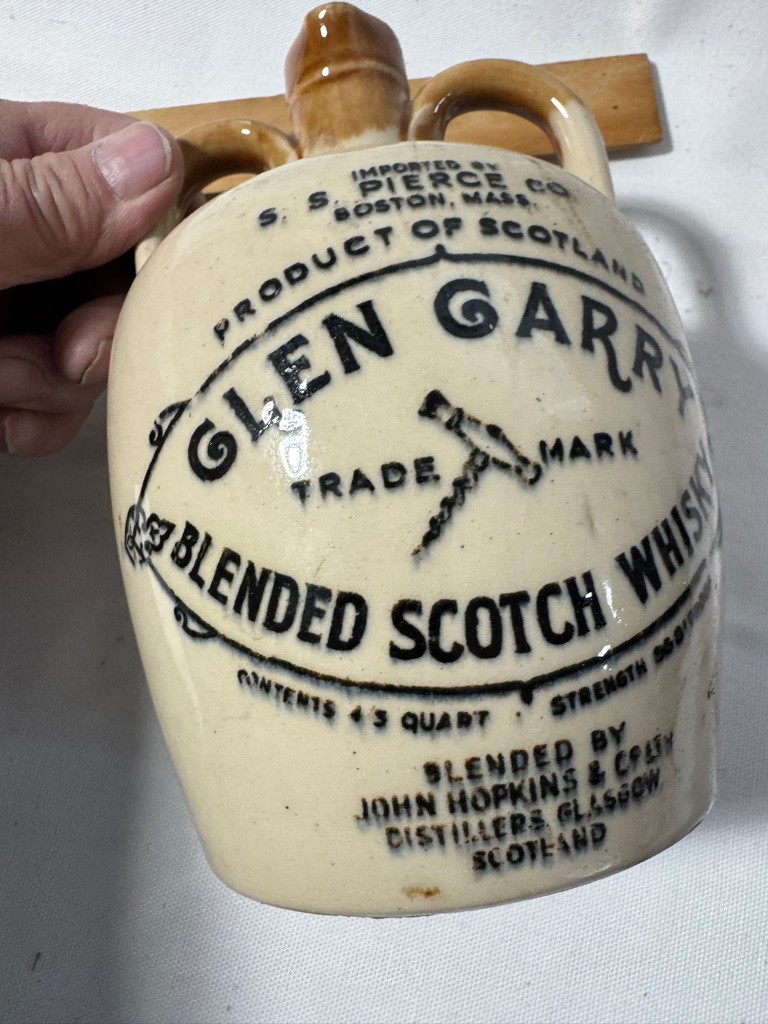 IMPORTED BY
S. S. PIERCE CO
BOSTON, MASS.
PRODUCT OF SCOTLAND
GLEN GARRY
TRADE MARK
BLENDED SCOTCH WHISKY
CONTENTS 4/5 QUART . STRENGTH
BLENDED BY
JOHN HOPKINS & CO LTD
DISTILLERS, GLASGOW
SCOTLAND